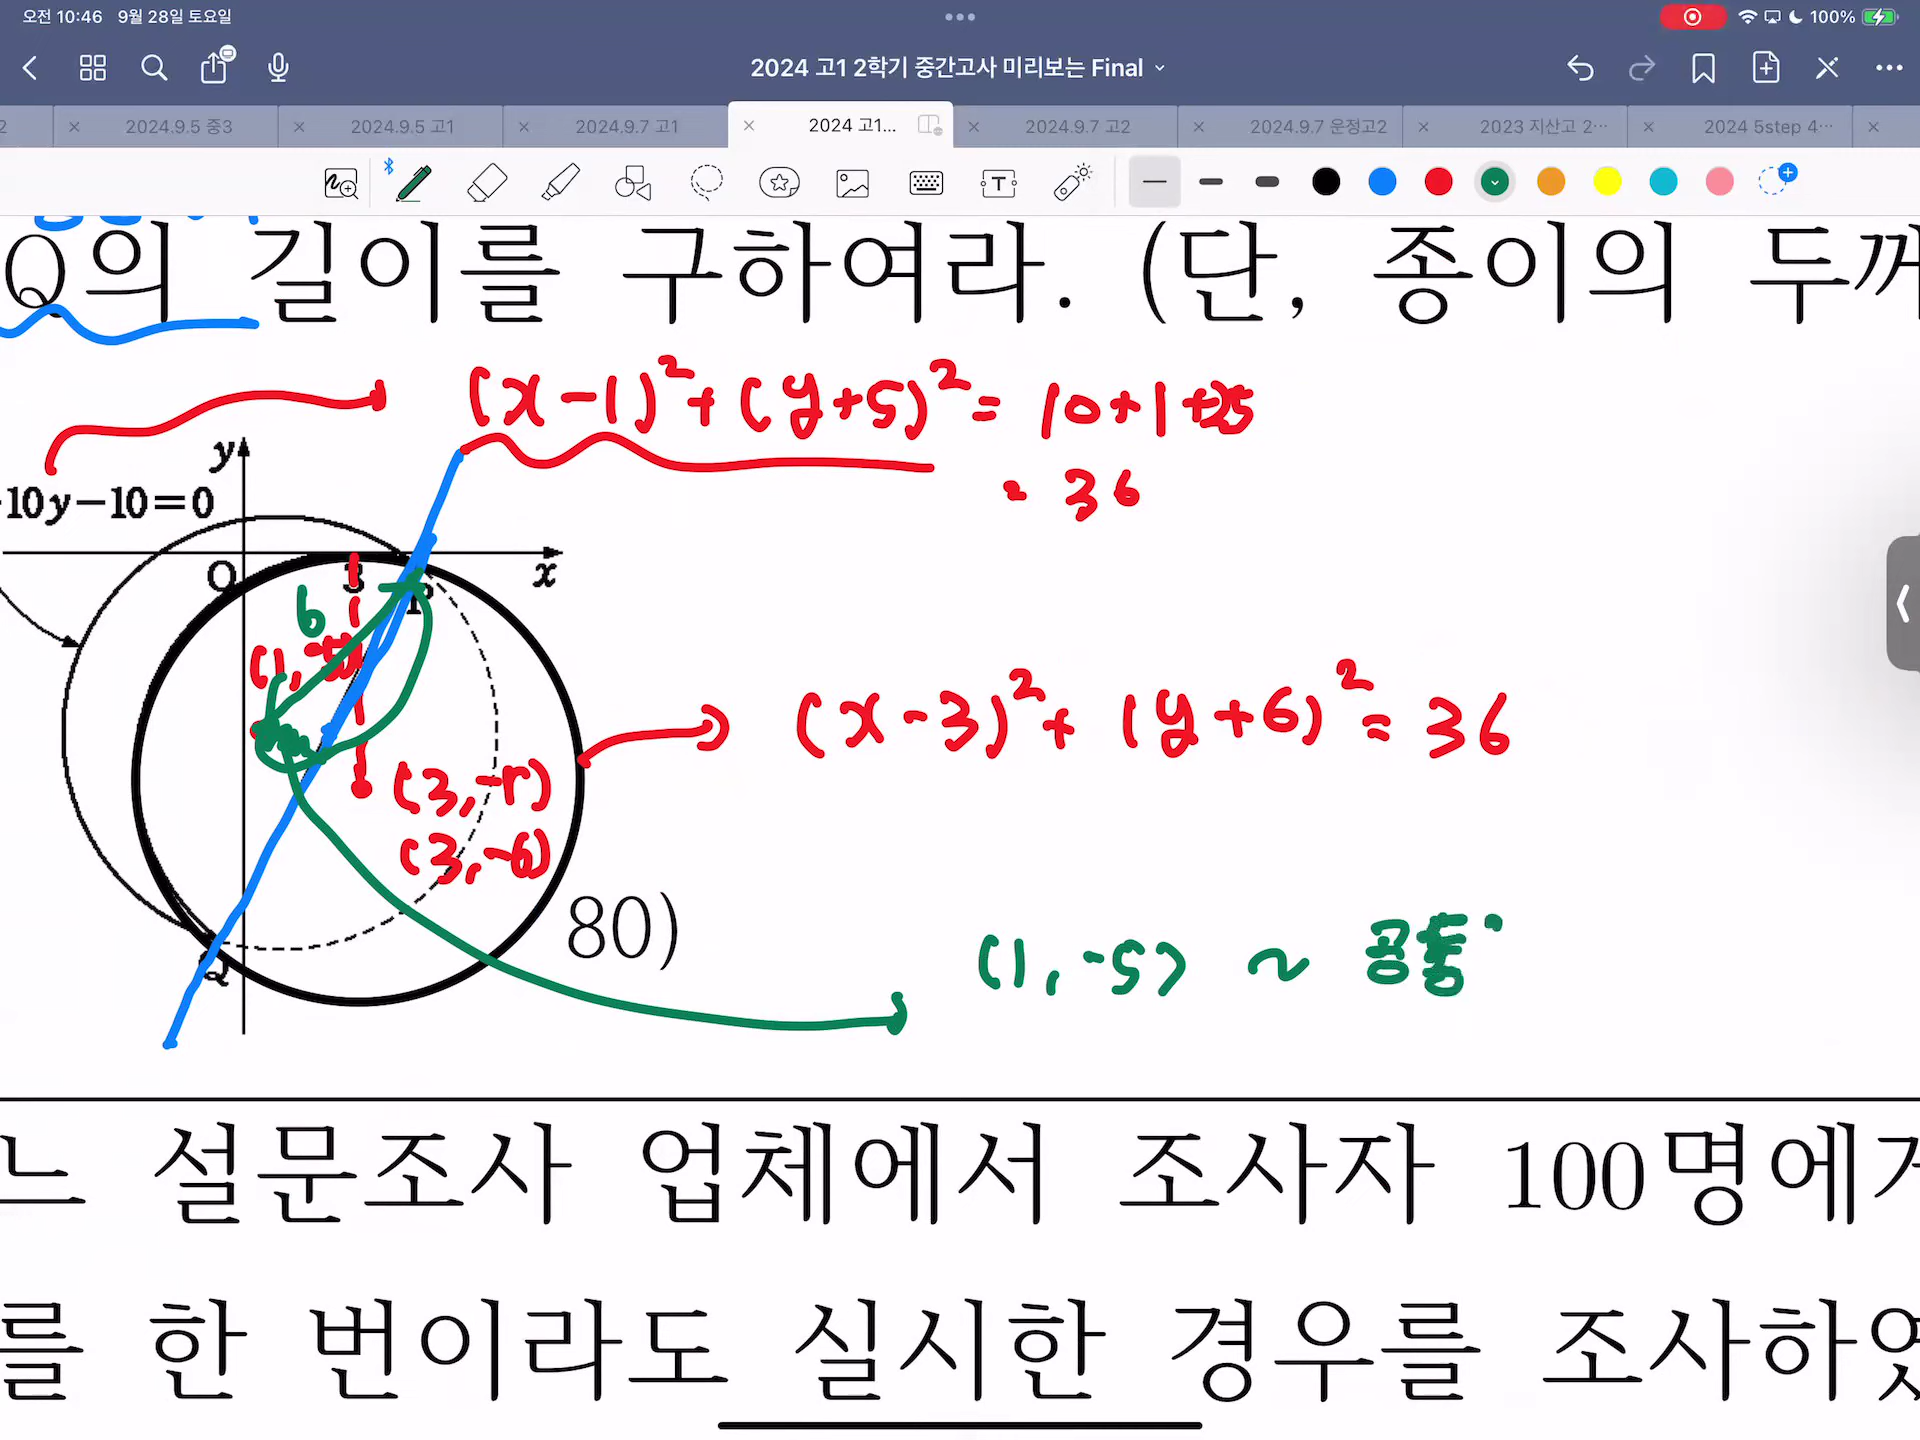 오전 10:46 9월 28일 토요일
100%
2024 고1 2학기 중간고사 미리보는 Final
2024.9.5 중3
2024.9.5 고1
2024.9.7 고1
2024 고1...
2024.9.7 고2
2024.9.7 운정고2
2023 지산고 2...
2024 5step 4...
Q의 길이를 구하여라. (단, 종이의 두께
(x-1)²+(y+5)²= 10+1+25
= 36
10y-10=0
y
O
3
P
x
6
(1, -5)
(x-3)²+(y+6)²=36
(3, -r)
(3, -6)
80)
Q
(1, -5) ~ 공통
느 설문조사 업체에서 조사자 100명에게
를 한 번이라도 실시한 경우를 조사하였